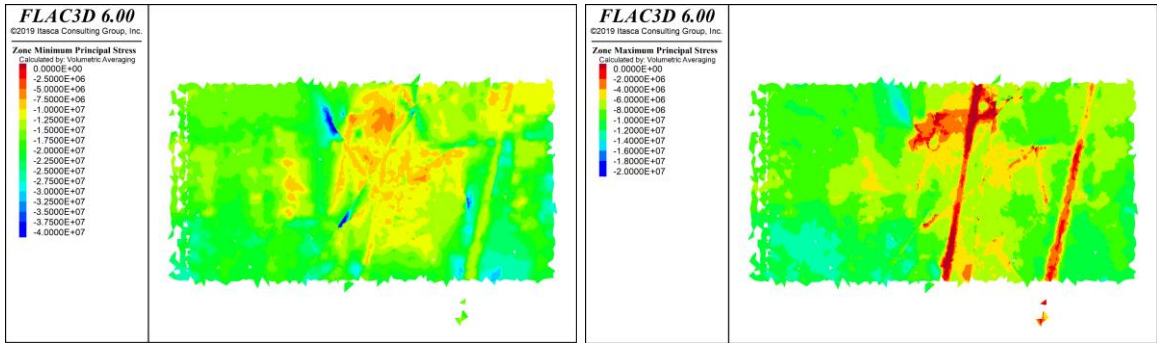 FLAC3D 6.00
©2019 Itasca Consulting Group, Inc.
Zone Minimum Principal Stress
Calculated by: Volumetric Averaging
0.0000E+00
-2.5000E+06
-5.0000E+06
-7.5000E+06
-1.0000E+07
-1.2500E+07
-1.5000E+07
-1.7500E+07
-2.0000E+07
-2.2500E+07
-2.5000E+07
-2.7500E+07
-3.0000E+07
-3.2500E+07
-3.5000E+07
-3.7500E+07
-4.0000E+07
FLAC3D 6.00
©2019 Itasca Consulting Group, Inc.
Zone Maximum Principal Stress
Calculated by: Volumetric Averaging
0.0000E+00
-2.0000E+06
-4.0000E+06
-6.0000E+06
-8.0000E+06
-1.0000E+07
-1.2000E+07
-1.4000E+07
-1.6000E+07
-1.8000E+07
-2.0000E+07